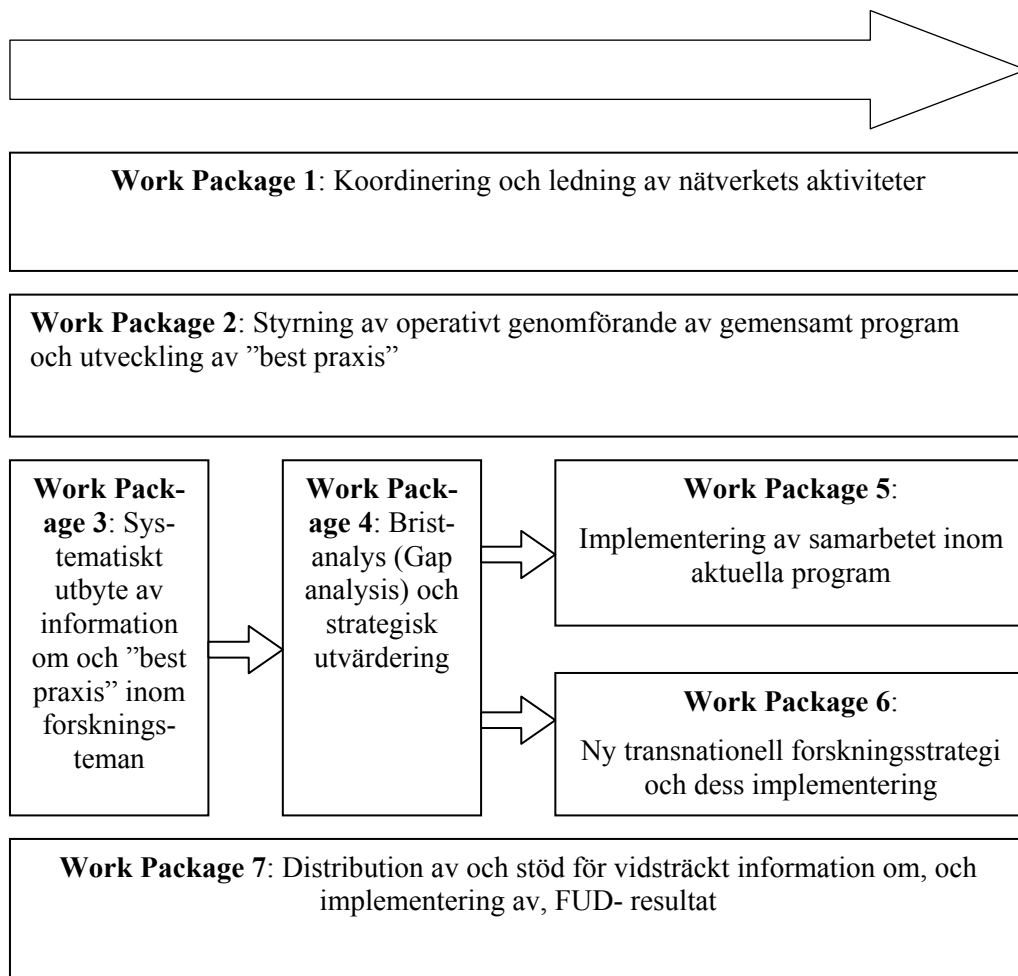 Work Package 1: Koordinering och ledning av nätverkets aktiviteter
Work Package 2: Styrning av operativt genomförande av gemensamt program
och utveckling av ”best praxis”
Work Pack-
age 3: Sys-
tematiskt
utbyte av
information
om och ”best
praxis” inom
forsknings-
teman
Work Pack-
age 4: Brist-
analys (Gap
analysis) och
strategisk
utvärdering
Work Package 5:
Implementering av samarbetet inom
aktuella program
Work Package 6:
Ny transnationell forskningsstrategi
och dess implementering
Work Package 7: Distribution av och stöd för vidsträckt information om, och
implementering av, FUD- resultat